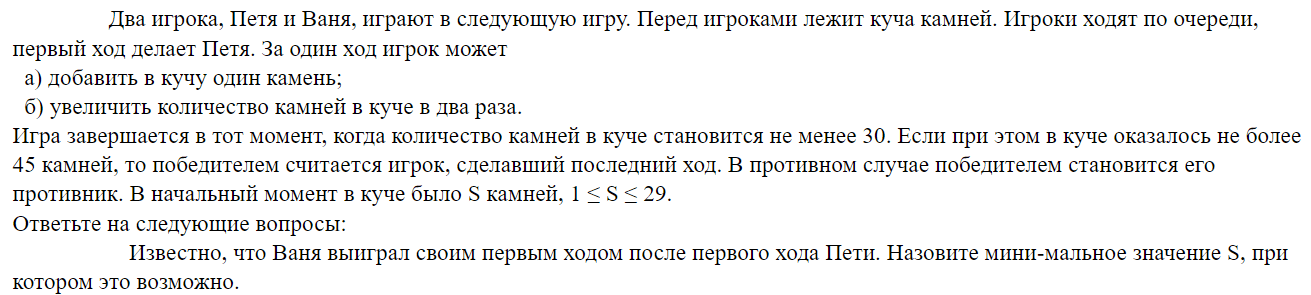 Два игрока, Петя и Ваня, играют в следующую игру. Перед игроками лежит куча камней. Игроки ходят по очереди,
первый ход делает Петя. За один ход игрок может
а) добавить в кучу один камень;
б) увеличить количество камней в куче в два раза.
Игра завершается в тот момент, когда количество камней в куче становится не менее 30. Если при этом в куче оказалось не более
45 камней, то победителем считается игрок, сделавший последний ход. В противном случае победителем становится его
противник. В начальный момент в куче было S камней, 1 ≤ S ≤ 29.
Ответьте на следующие вопросы:
Известно, что Ваня выиграл своим первым ходом после первого хода Пети. Назовите мини-мальное значение S, при
котором это возможно.